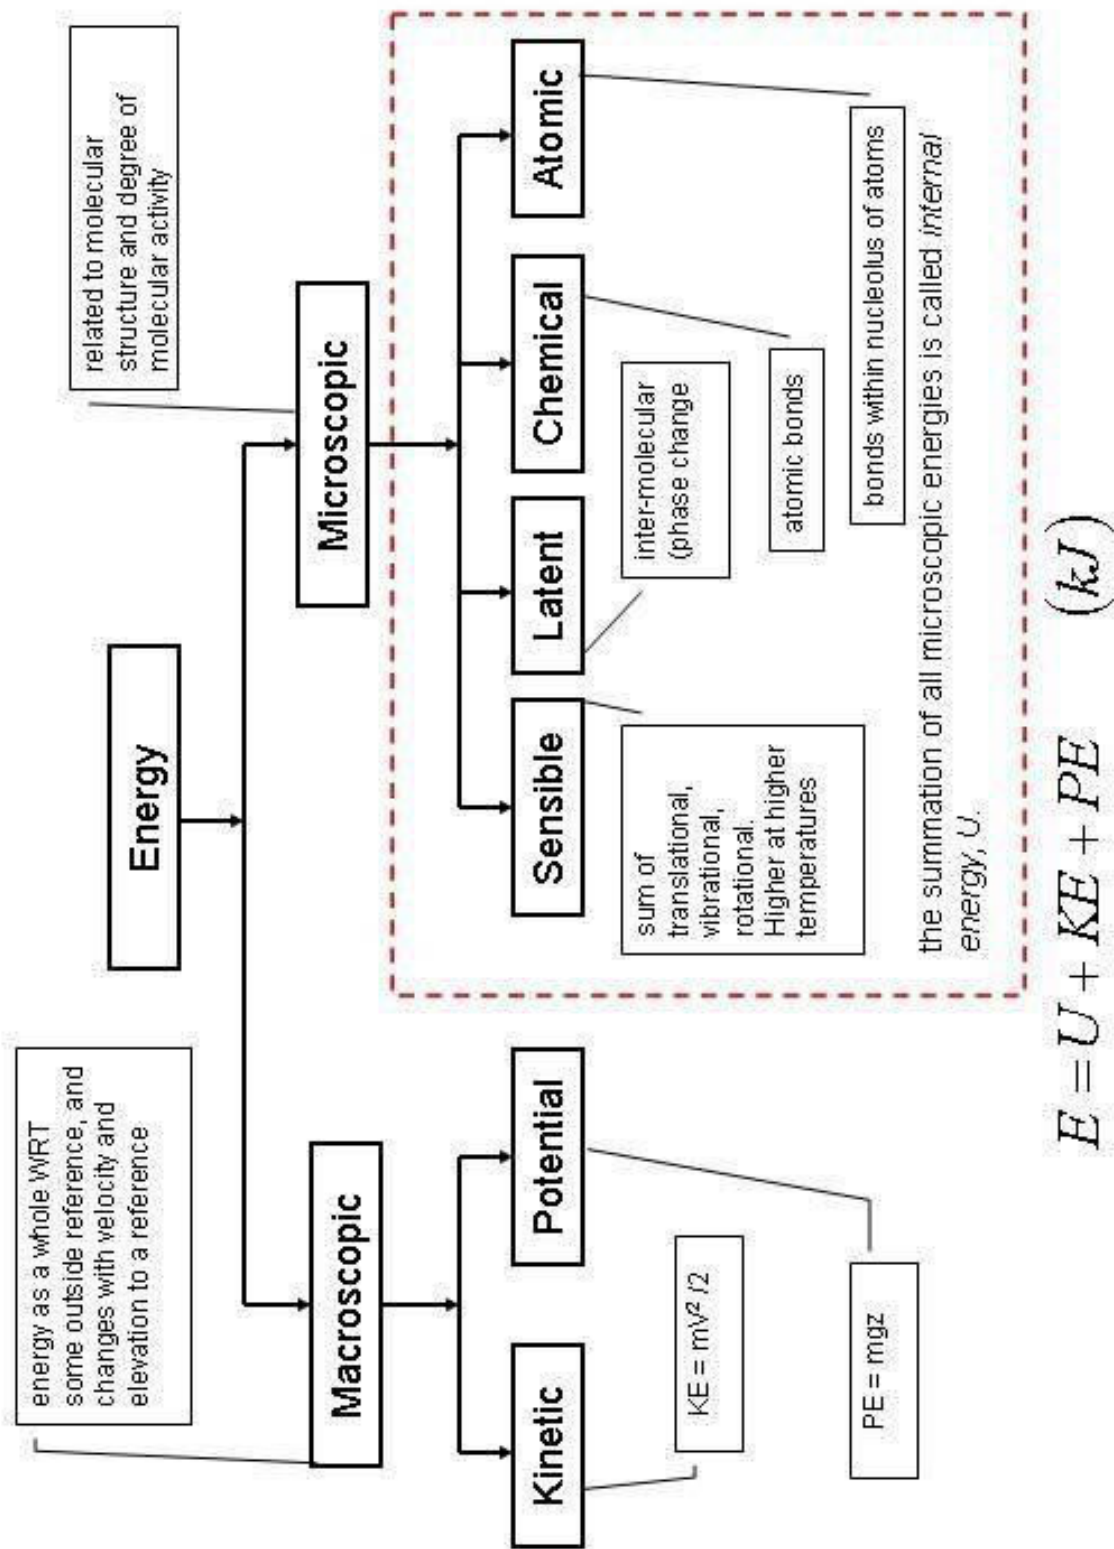 Energy
energy as a whole WRT
some outside reference, and
changes with velocity and
elevation to a reference
related to molecular
structure and degree of
molecular activity
Macroscopic
Microscopic
Kinetic
Potential
Sensible
Latent
Chemical
Atomic
KE = mV² /2
PE = mgz
sum of
translational,
vibrational,
rotational.
Higher at higher
temperatures
inter-molecular
(phase change
atomic bonds
bonds within nucleolus of atoms
the summation of all microscopic energies is called internal
energy, U.
E = U + KE + PE (kJ)